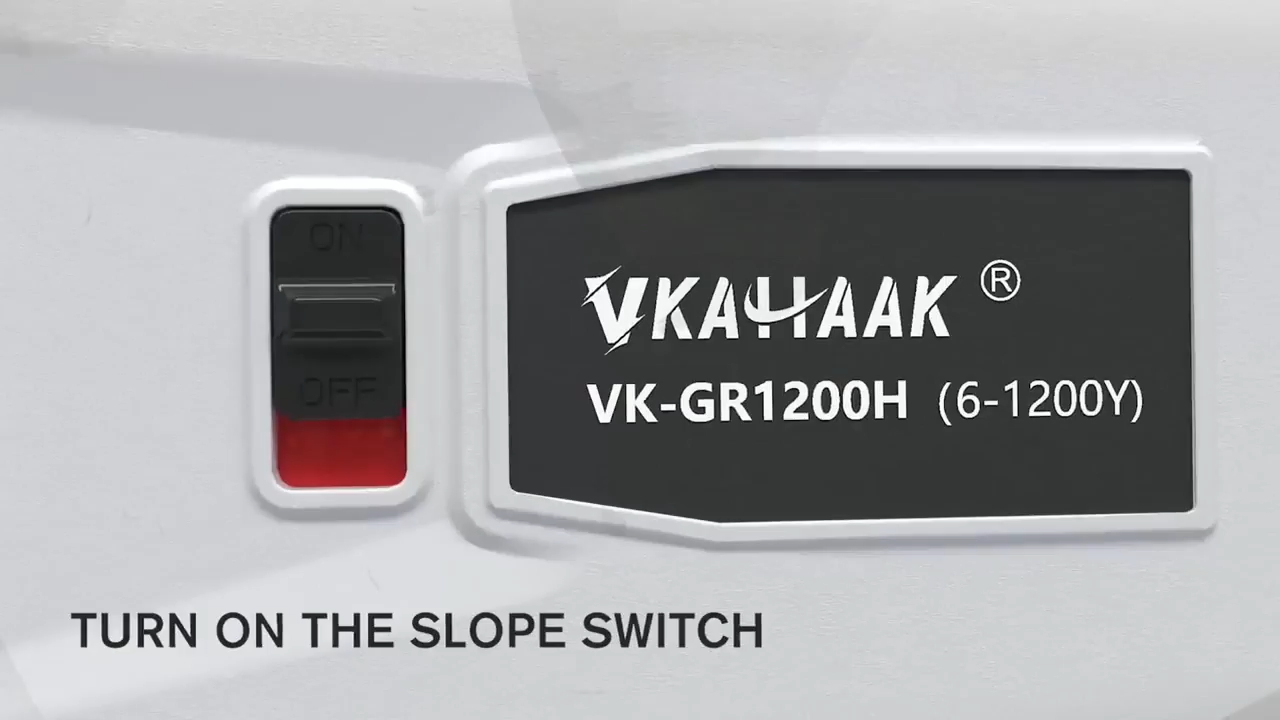 ON
OFF
VKAHAAK ®
VK-GR1200H (6-1200Y)
TURN ON THE SLOPE SWITCH